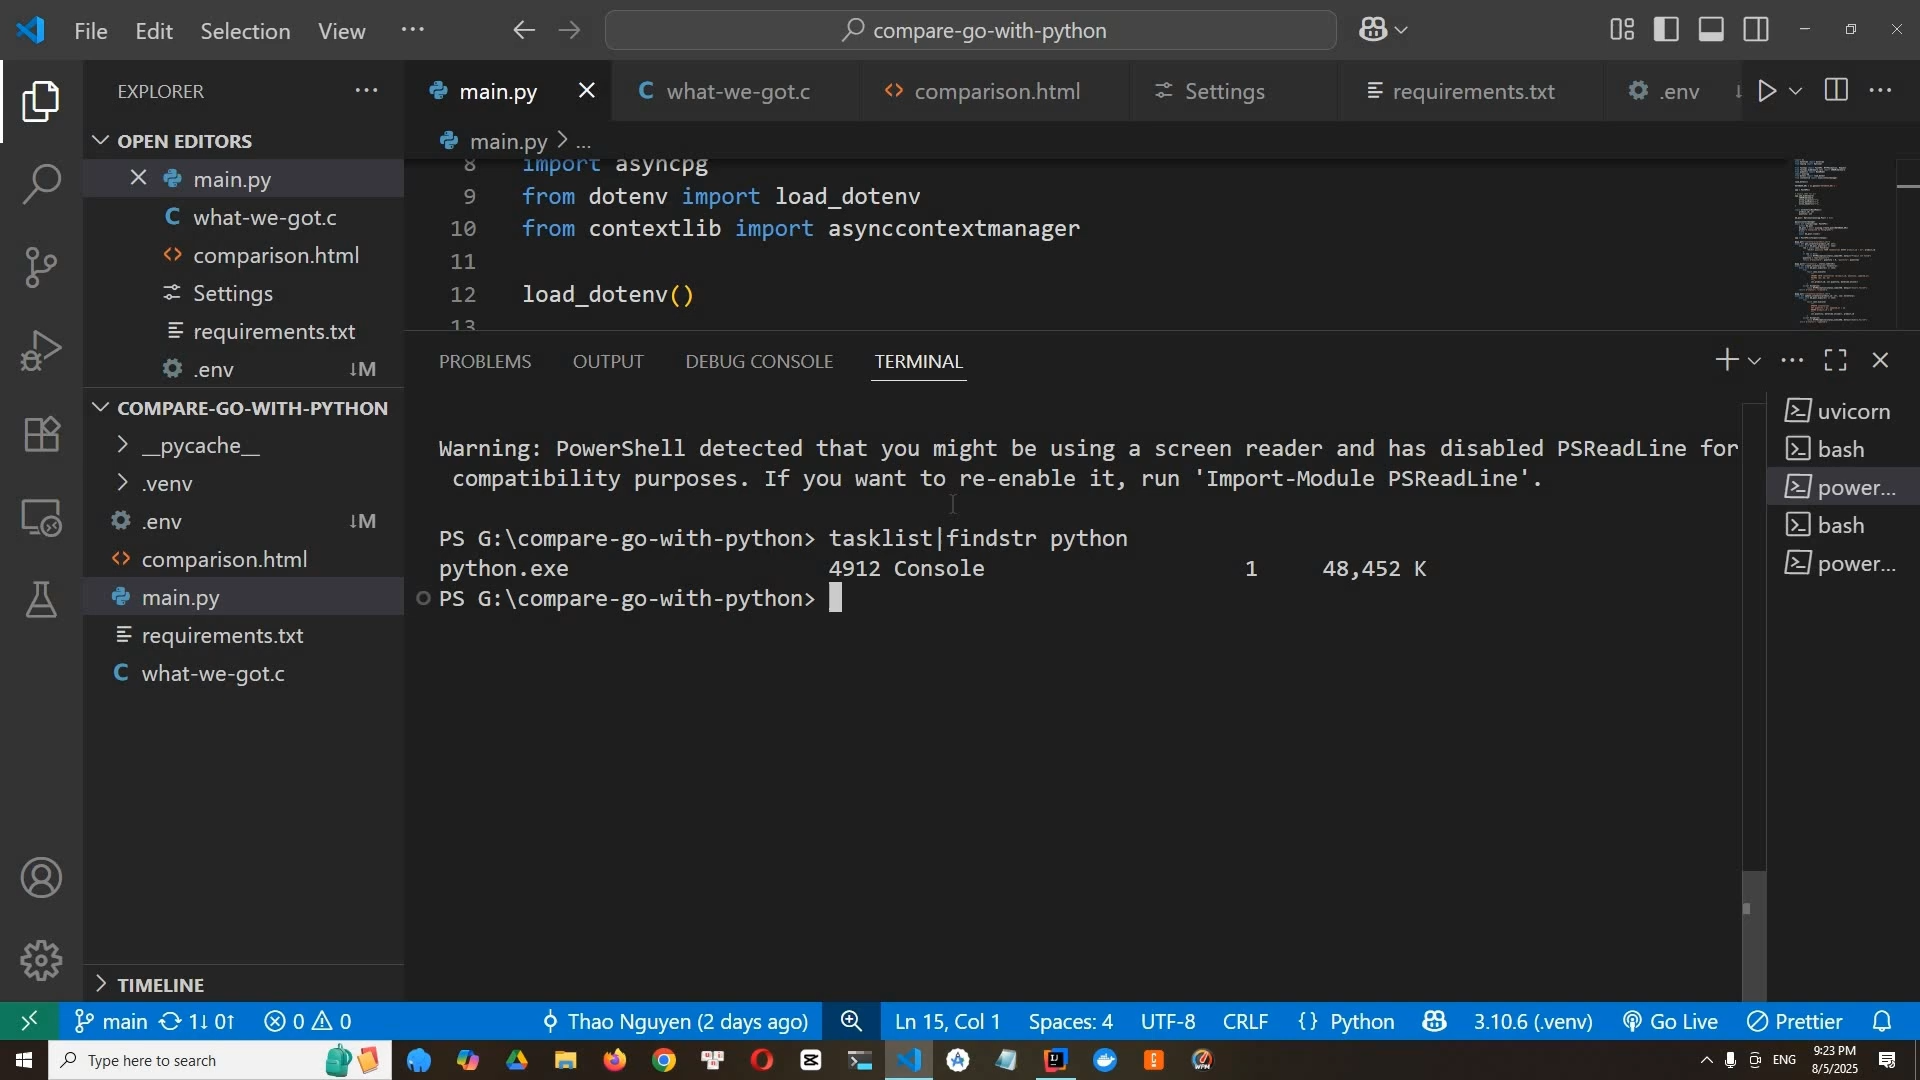 File Edit Selection View ···
compare-go-with-python
EXPLORER
OPEN EDITORS
main.py
what-we-got.c
comparison.html
Settings
requirements.txt
.env ↓M
COMPARE-GO-WITH-PYTHON
__pycache__
.venv
.env ↓M
comparison.html
main.py
requirements.txt
what-we-got.c
TIMELINE
main.py what-we-got.c comparison.html Settings requirements.txt .env ↓
main.py > ...
8 import asyncpg
9 from dotenv import load_dotenv
10 from contextlib import asynccontextmanager
11
12 load_dotenv()
13
PROBLEMS OUTPUT DEBUG CONSOLE TERMINAL
Warning: PowerShell detected that you might be using a screen reader and has disabled PSReadLine for
compatibility purposes. If you want to re-enable it, run 'Import-Module PSReadLine'.
PS G:\compare-go-with-python> tasklist|findstr python
python.exe 4912 Console 1 48,452 K
PS G:\compare-go-with-python>
uvicorn
bash
power...
bash
power...
main 1↓ 0↑ 0 0 Thao Nguyen (2 days ago) Ln 15, Col 1 Spaces: 4 UTF-8 CRLF {} Python 3.10.6 (.venv) Go Live Prettier
Type here to search
ENG
9:23 PM
8/5/2025